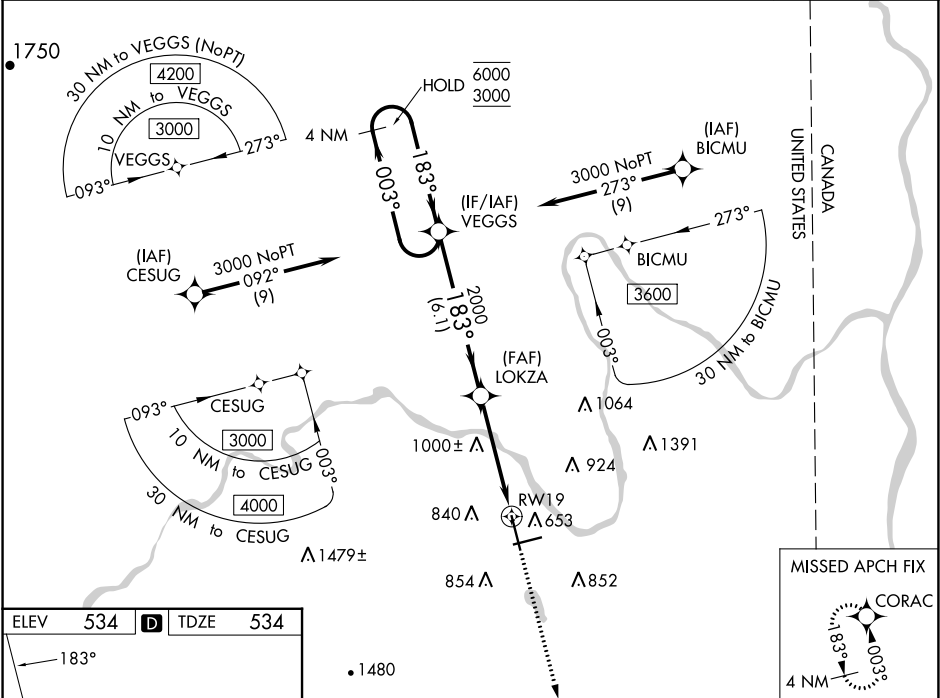 1750
30 NM to VEGGS (NoPT)
4200
10 NM to VEGGS
3000
VEGGS
093°
273°
HOLD
6000
3000
4 NM
183°
003°
(IF/IAF)
VEGGS
(IAF)
BICMU
3000 NoPT
273°
(9)
UNITED STATES
CANADA
(IAF)
CESUG
3000 NoPT
092°
(9)
273°
BICMU
3600
003°
30 NM to BICMU
2000
183°
(6.1)
(FAF)
LOKZA
093°
CESUG
3000
10 NM to CESUG
003°
4000
30 NM to CESUG
1064
1000±
1391
924
RW19
840
653
1479±
854
852
MISSED APCH FIX
CORAC
183°
003°
4 NM
ELEV 534 D TDZE 534
183°
1480